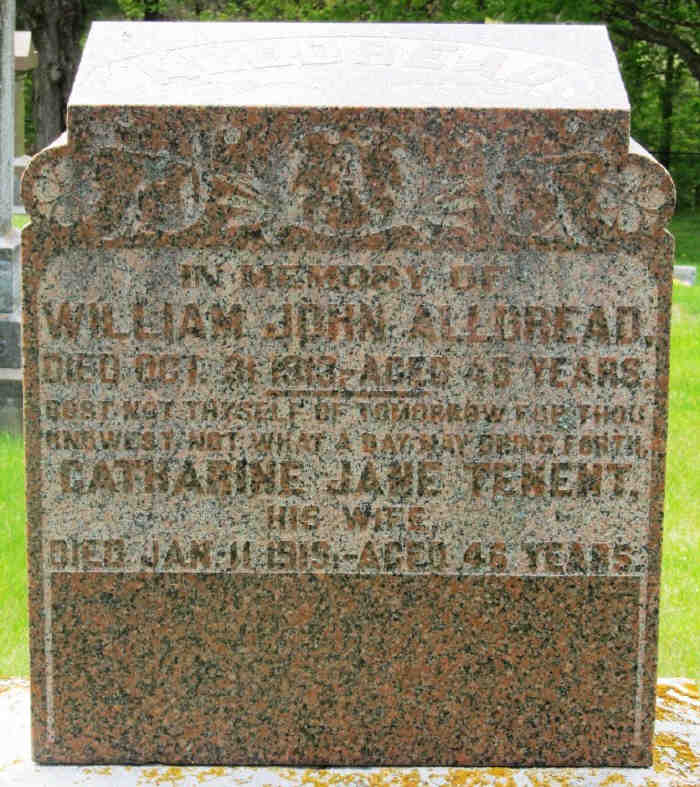 ALLDREAD
IN MEMORY OF
WILLIAM JOHN ALLDREAD,
DIED OCT. 31 1913, AGED 46 YEARS.
BOST NOT THYSELF OF TOMORROW FOR THOU
KNOWEST NOT WHAT A DAY MAY BRING FORTH.
CATHARINE JANE TENENT,
HIS WIFE,
DIED JAN. 11. 1919.-AGED 46 YEARS.